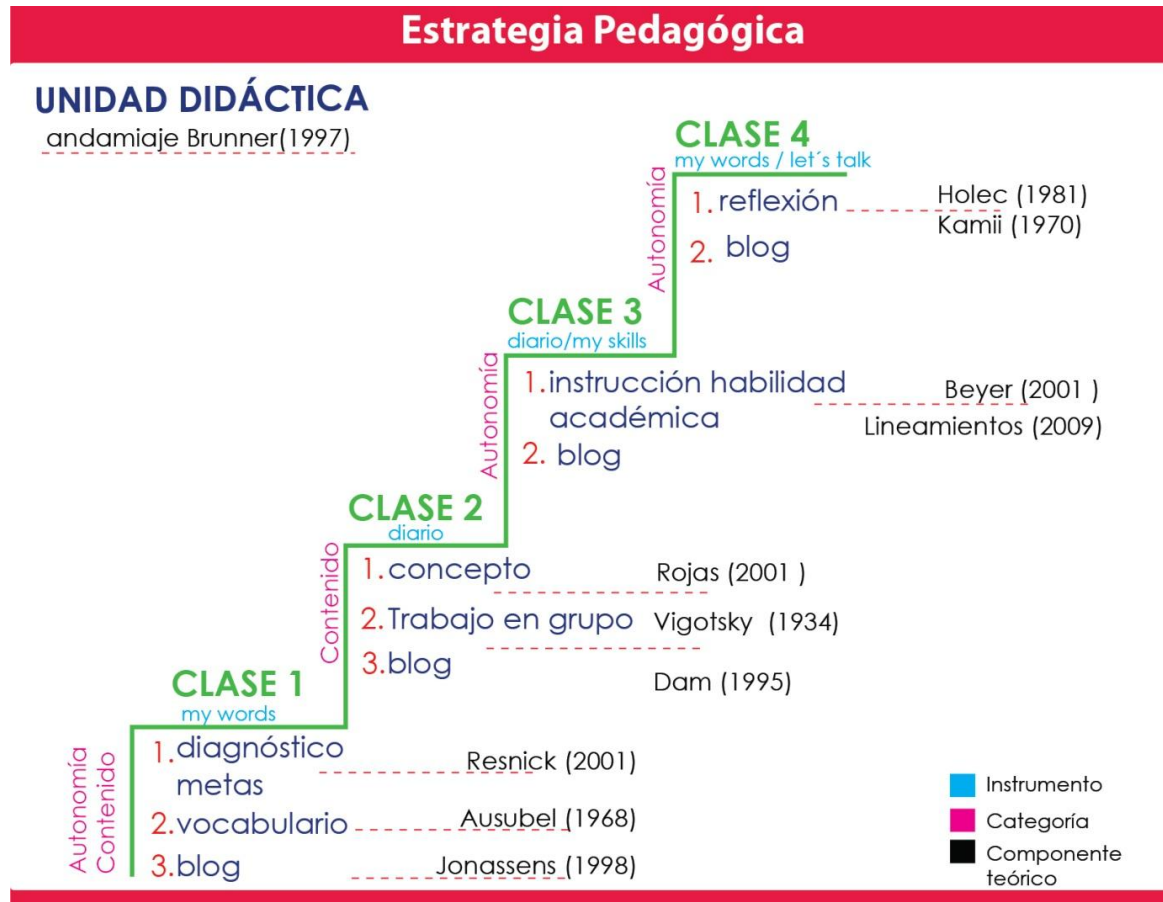 Estrategia Pedagógica
UNIDAD DIDÁCTICA
andamiaje Brunner(1997)
CLASE 4
my words / let´s talk
Autonomía
1. reflexión
Holec (1981)
Kamii (1970)
2. blog
CLASE 3
diario/my skills
Autonomía
1. instrucción habilidad
académica
Beyer (2001 )
Lineamientos (2009)
2. blog
CLASE 2
diario
Contenido
1. concepto
Rojas (2001 )
2. Trabajo en grupo
Vigotsky (1934)
3. blog
Dam (1995)
CLASE 1
my words
Autonomía
Contenido
1. diagnóstico
metas
Resnick (2001)
2. vocabulario
Ausubel (1968)
3. blog
Jonassens (1998)
Instrumento
Categoría
Componente
teórico